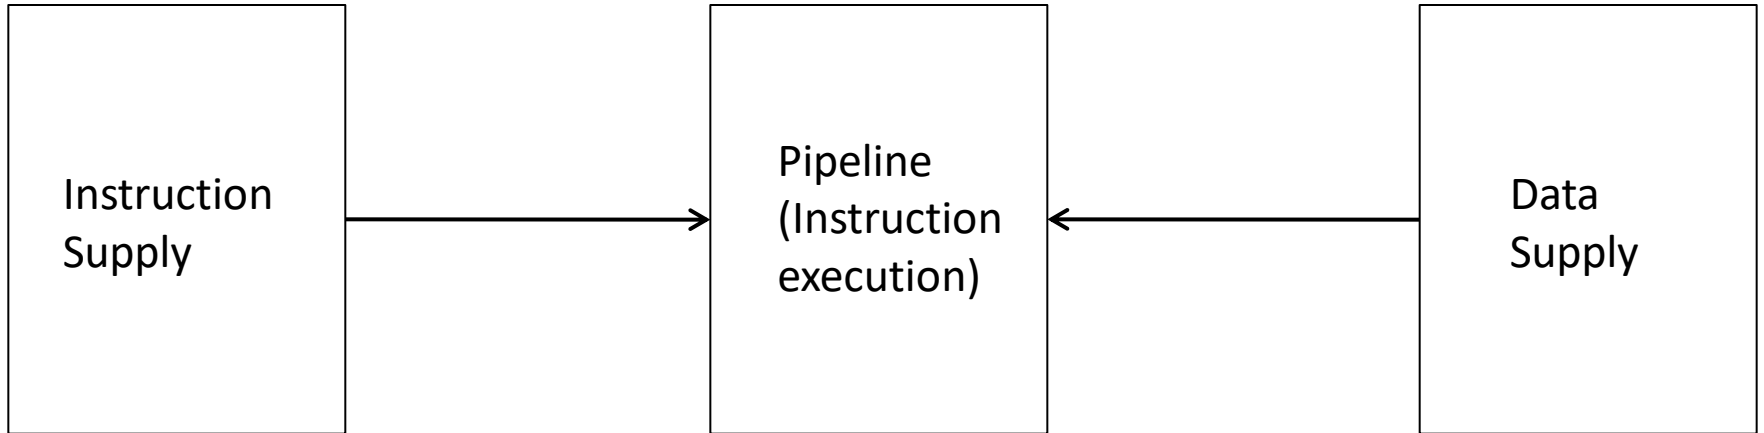 Instruction
Supply
Pipeline
(Instruction
execution)
Data
Supply